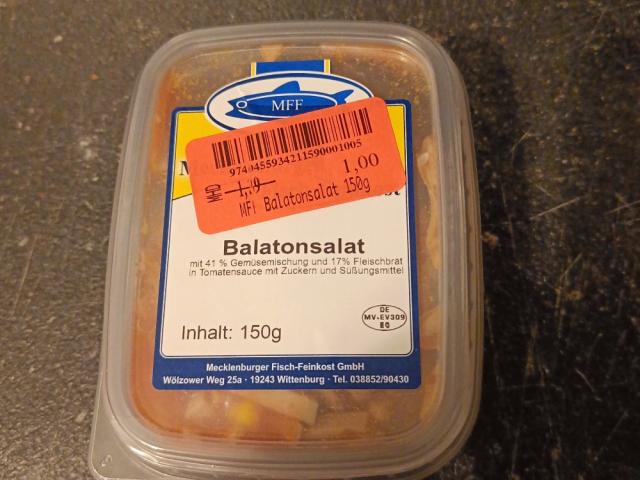 MFF
9740455934211590001005
MHD 1,19 1,00
MFF Balatonsalat 150g
Balatonsalat
mit 41 % Gemüsemischung und 17% Fleischbrät
in Tomatensauce mit Zuckern und Süßungsmittel
DE
MV-EV309
EG
Inhalt: 150g
Mecklenburger Fisch-Feinkost GmbH
Wölzower Weg 25a · 19243 Wittenburg · Tel. 038852/90430